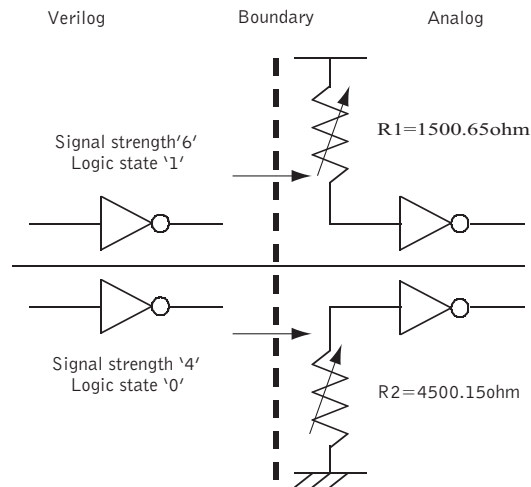 Verilog Boundary Analog
Signal strength‘6’
Logic state ‘1’
R1=1500.65ohm
Signal strength ‘4’
Logic state ‘0’
R2=4500.15ohm